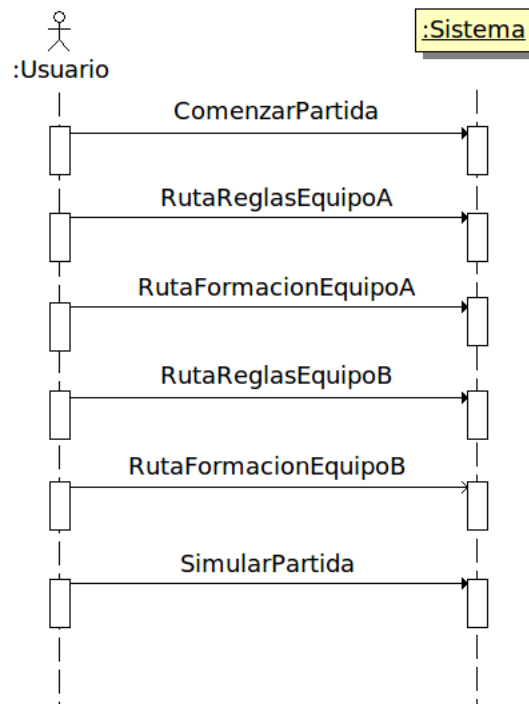 :Usuario
:Sistema
ComenzarPartida
RutaReglasEquipoA
RutaFormacionEquipoA
RutaReglasEquipoB
RutaFormacionEquipoB
SimularPartida